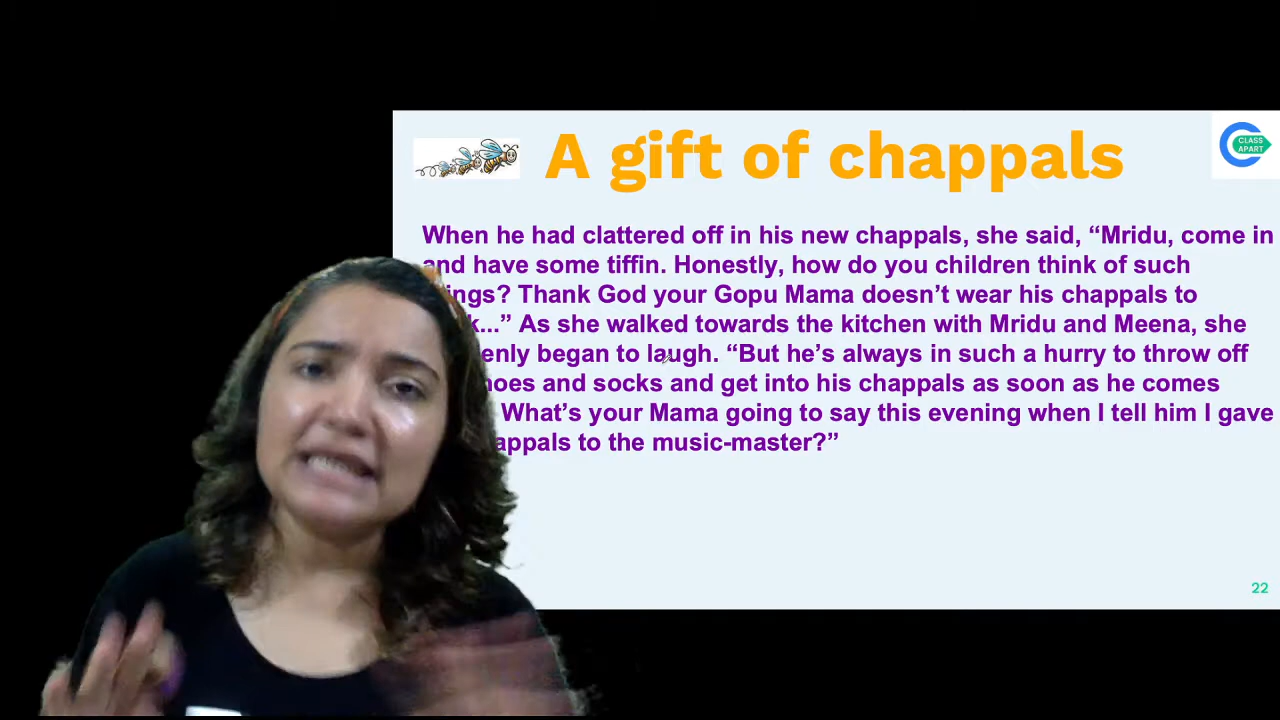 A gift of chappals
CLASS
APART
When he had clattered off in his new chappals, she said, “Mridu, come in
and have some tiffin. Honestly, how do you children think of such
ings? Thank God your Gopu Mama doesn’t wear his chappals to
k...” As she walked towards the kitchen with Mridu and Meena, she
enly began to laugh. “But he’s always in such a hurry to throw off
hoes and socks and get into his chappals as soon as he comes
What’s your Mama going to say this evening when I tell him I gave
appals to the music-master?”
22